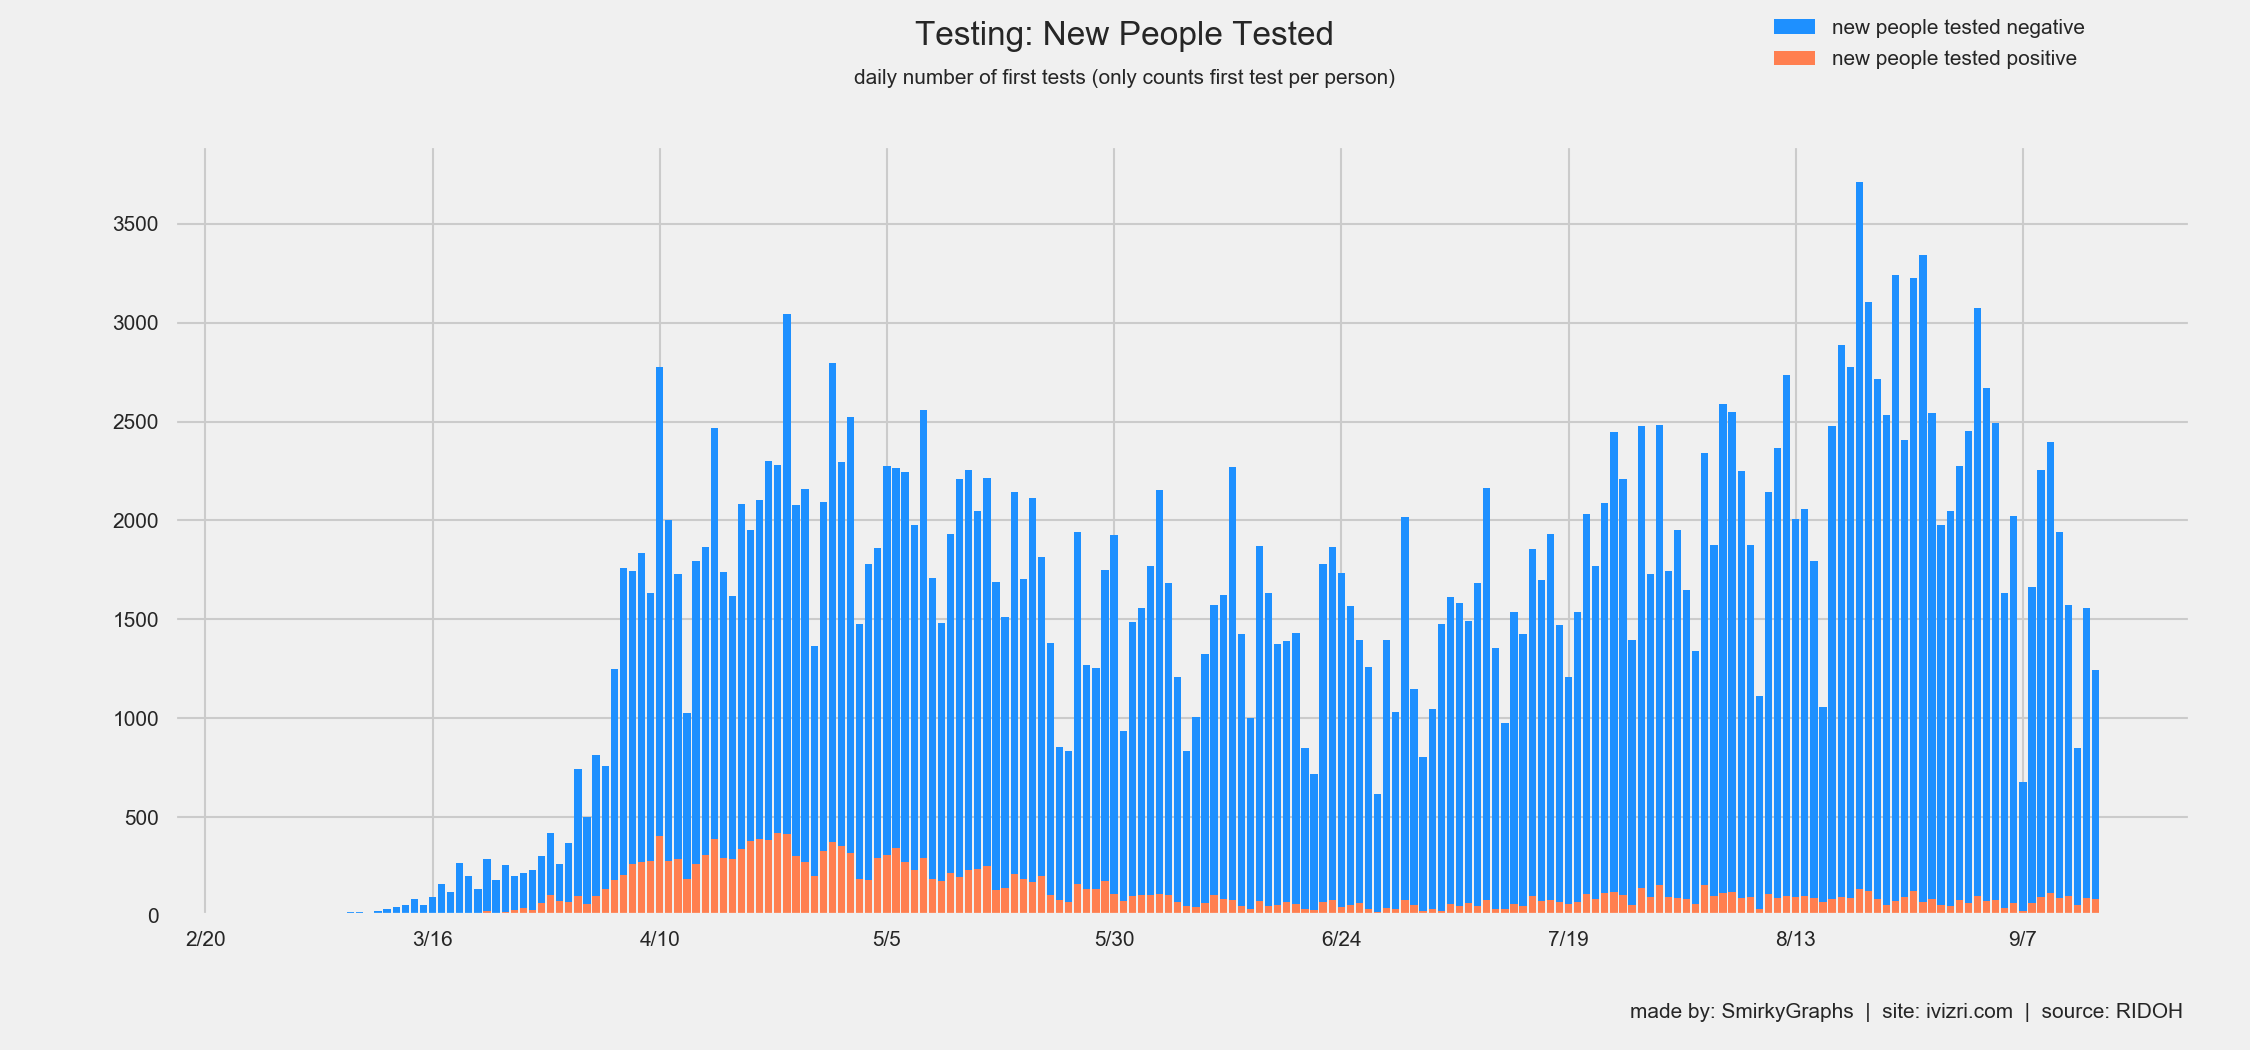 Testing: New People Tested
daily number of first tests (only counts first test per person)
new people tested negative
new people tested positive
3500
3000
2500
2000
1500
1000
500
0
2/20 3/16 4/10 5/5 5/30 6/24 7/19 8/13 9/7
made by: SmirkyGraphs | site: ivizri.com | source: RIDOH